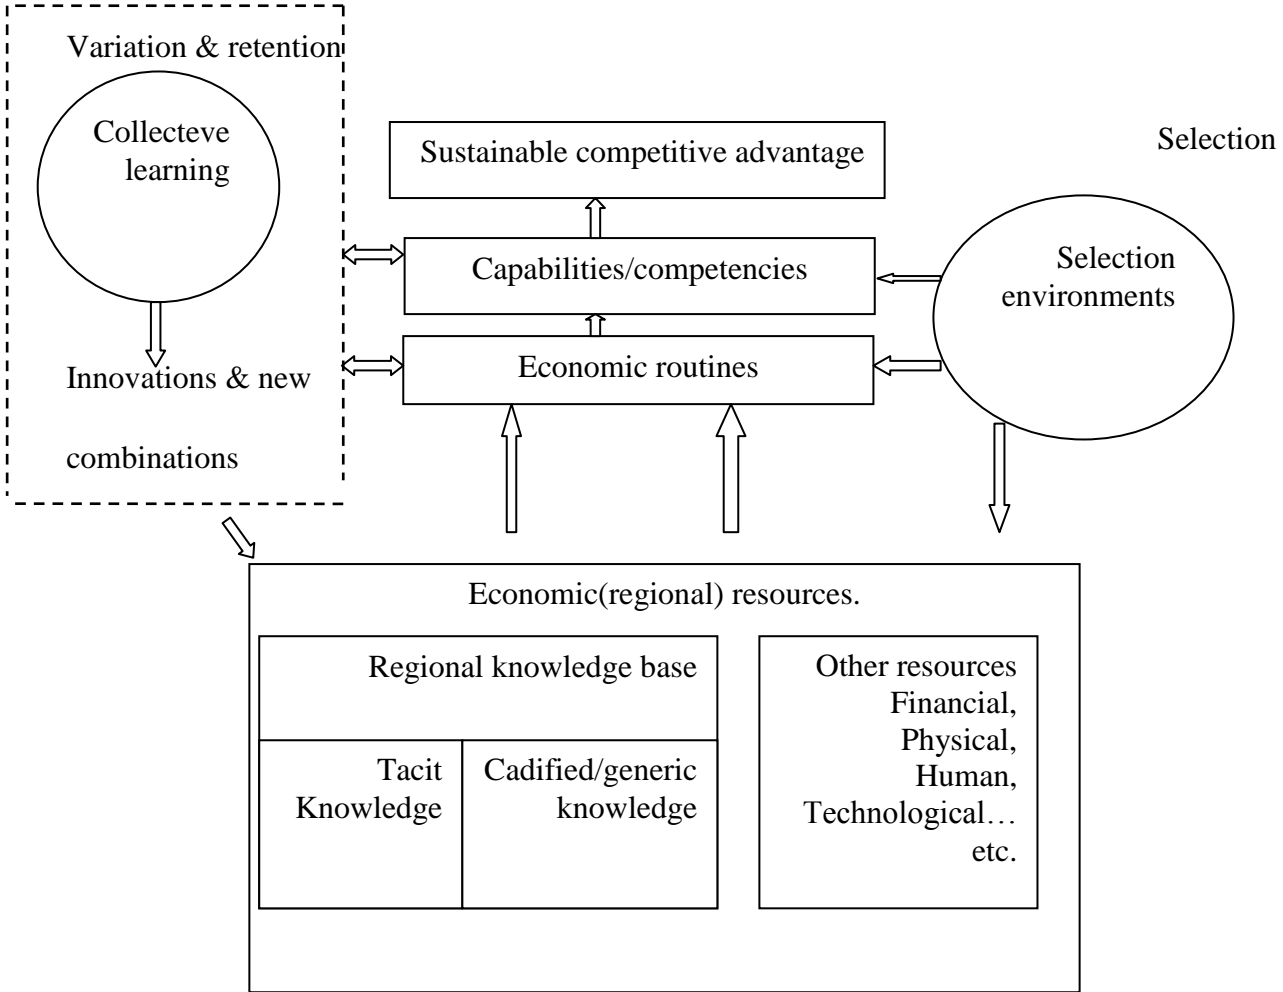 Variation & retention
Collecteve
learning
Innovations & new
combinations
Sustainable competitive advantage
Capabilities/competencies
Economic routines
Selection
Selection
environments
Economic(regional) resources.
Regional knowledge base
Tacit
Knowledge
Cadified/generic
knowledge
Other resources
Financial,
Physical,
Human,
Technological…
etc.